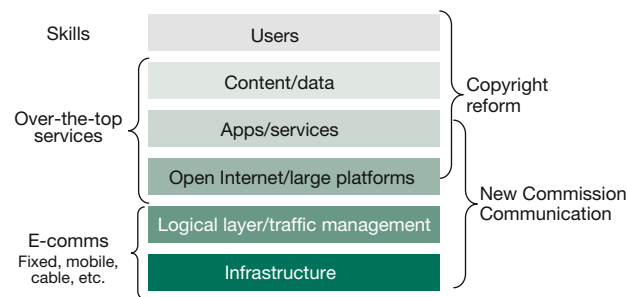 Skills
Users
Content/data
Over-the-top
services
Apps/services
Open Internet/large platforms
Copyright
reform
Logical layer/traffic management
New Commission
Communication
E-comms
Fixed, mobile,
cable, etc.
Infrastructure